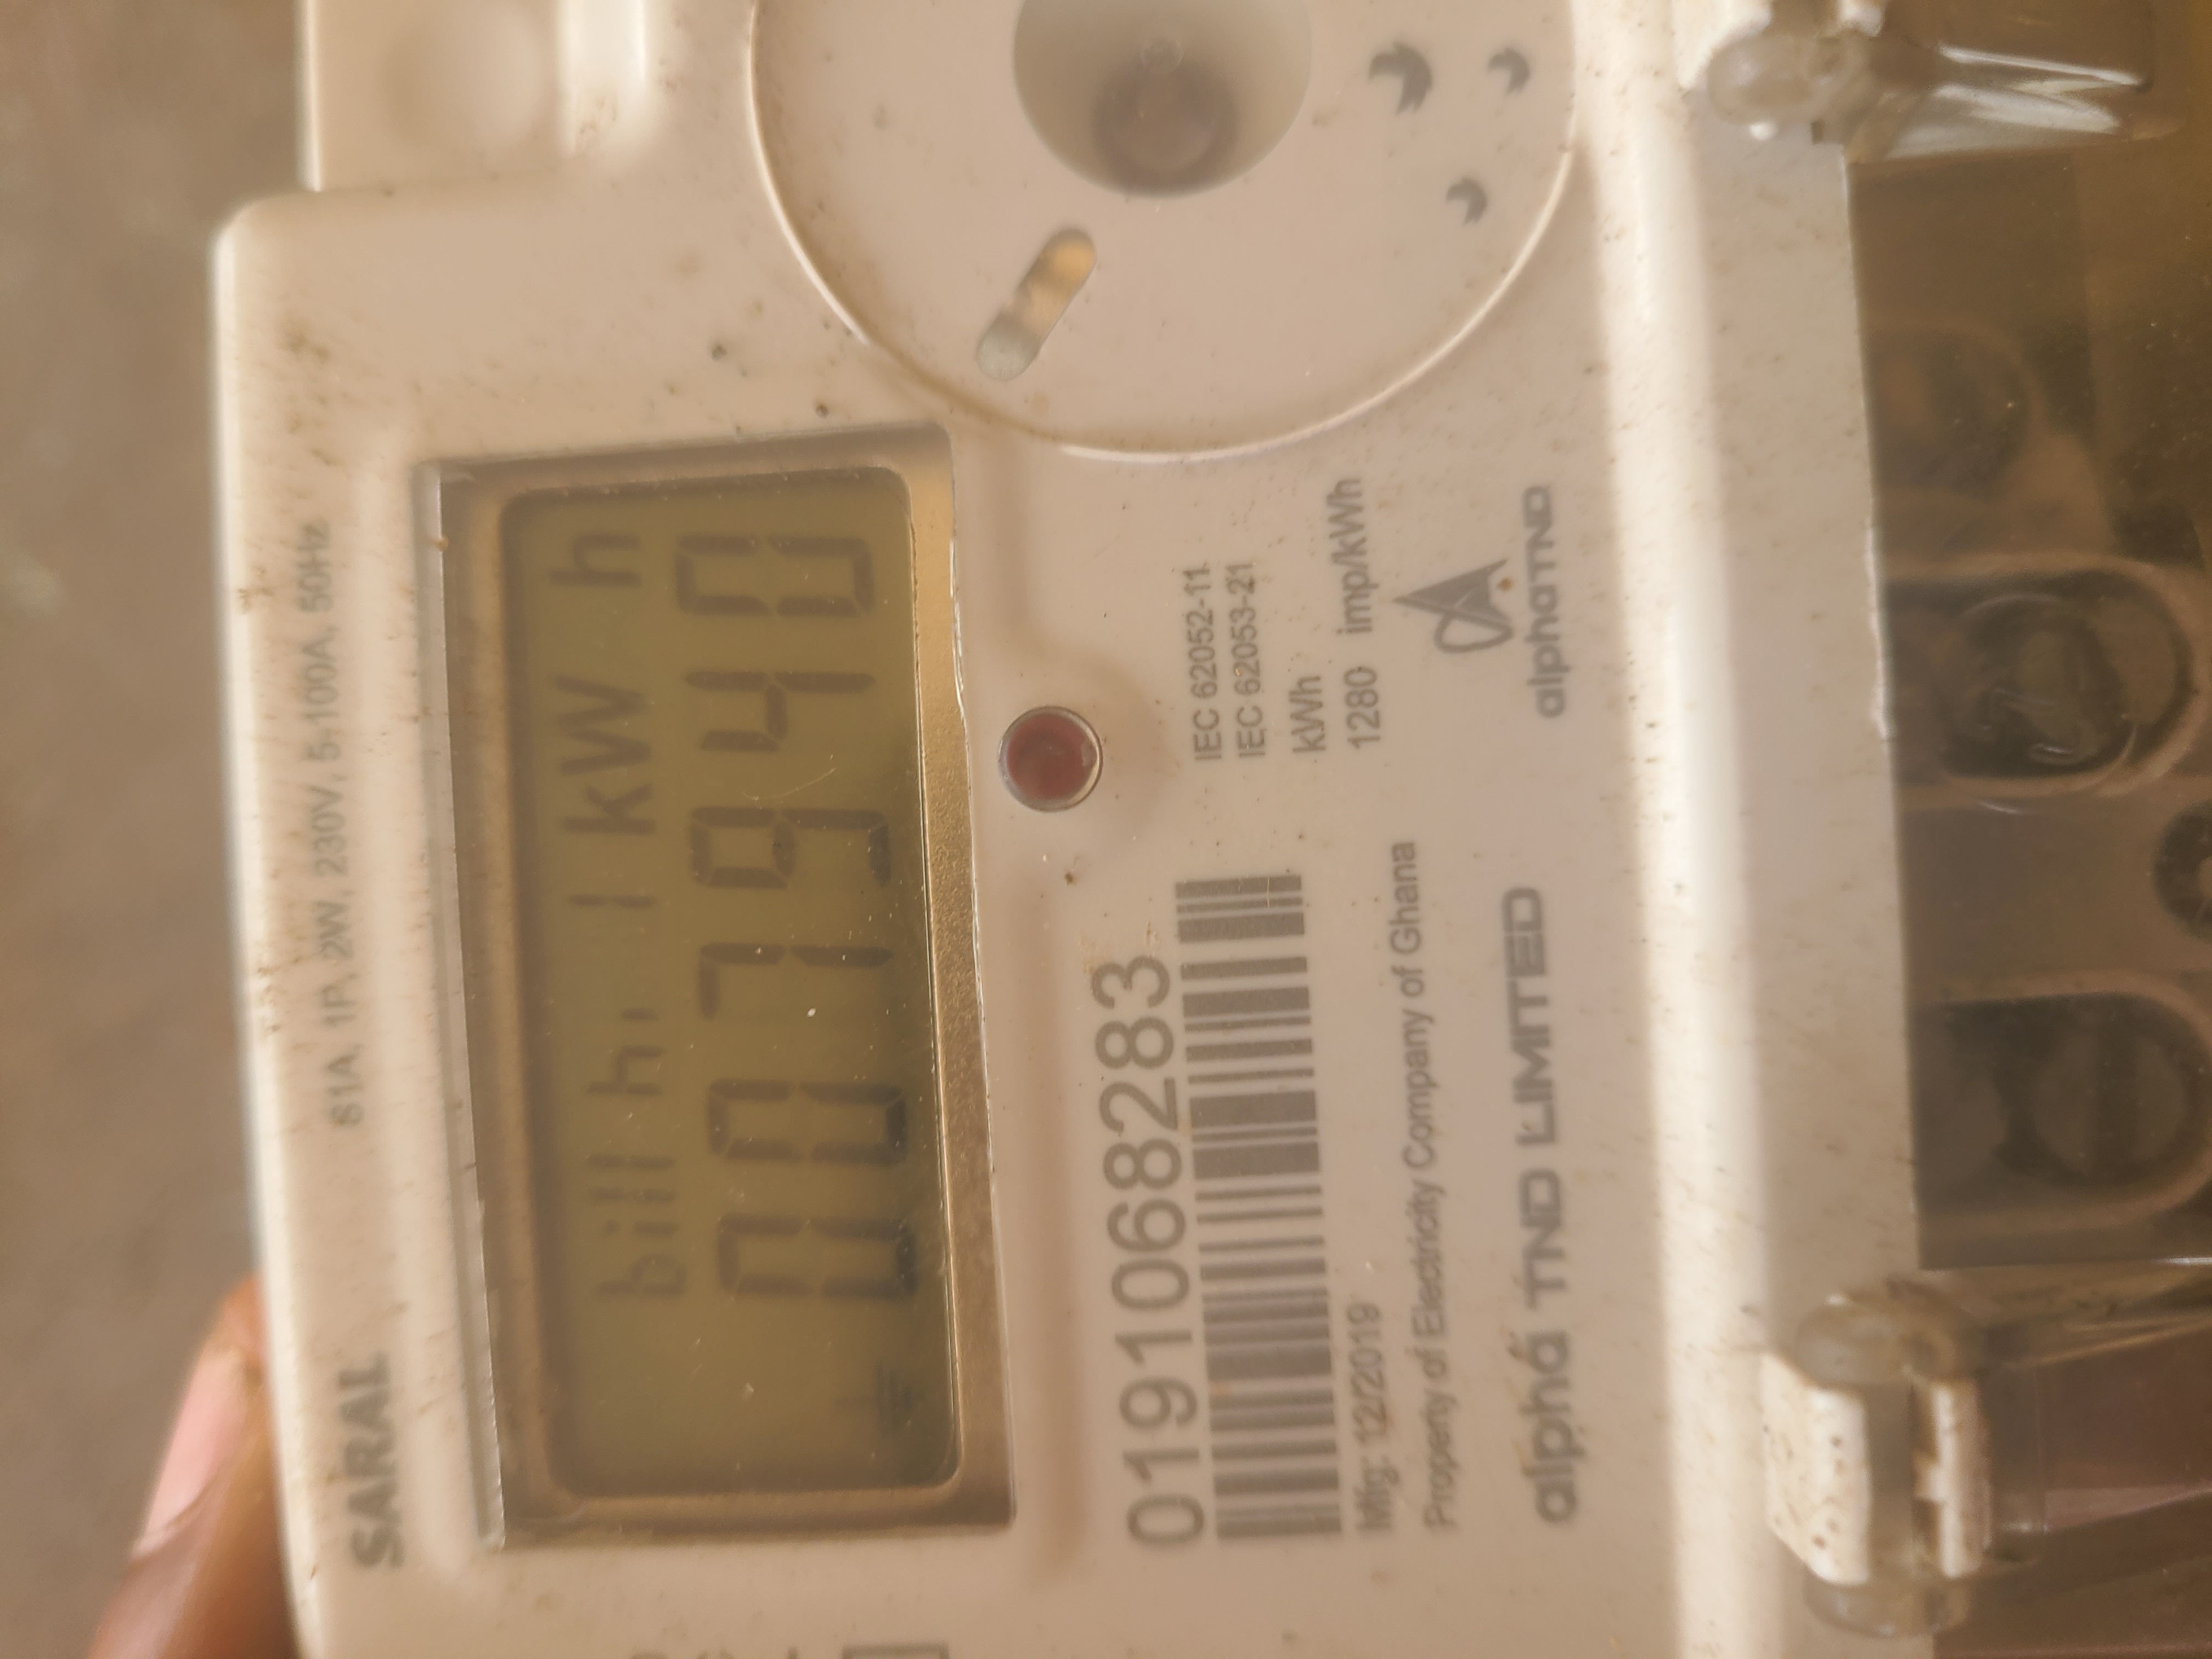 SARAL
S1A, 1P, 2W, 230V, 5-100A, 50Hz
bill hi 1 kW h
007940
0191068283
IEC 62052-11
IEC 62053-21
kWh
1280 imp/kWh
Mfg: 12/2019
Property of Electricity Company of Ghana
alpha TND LIMITED
alphaTND